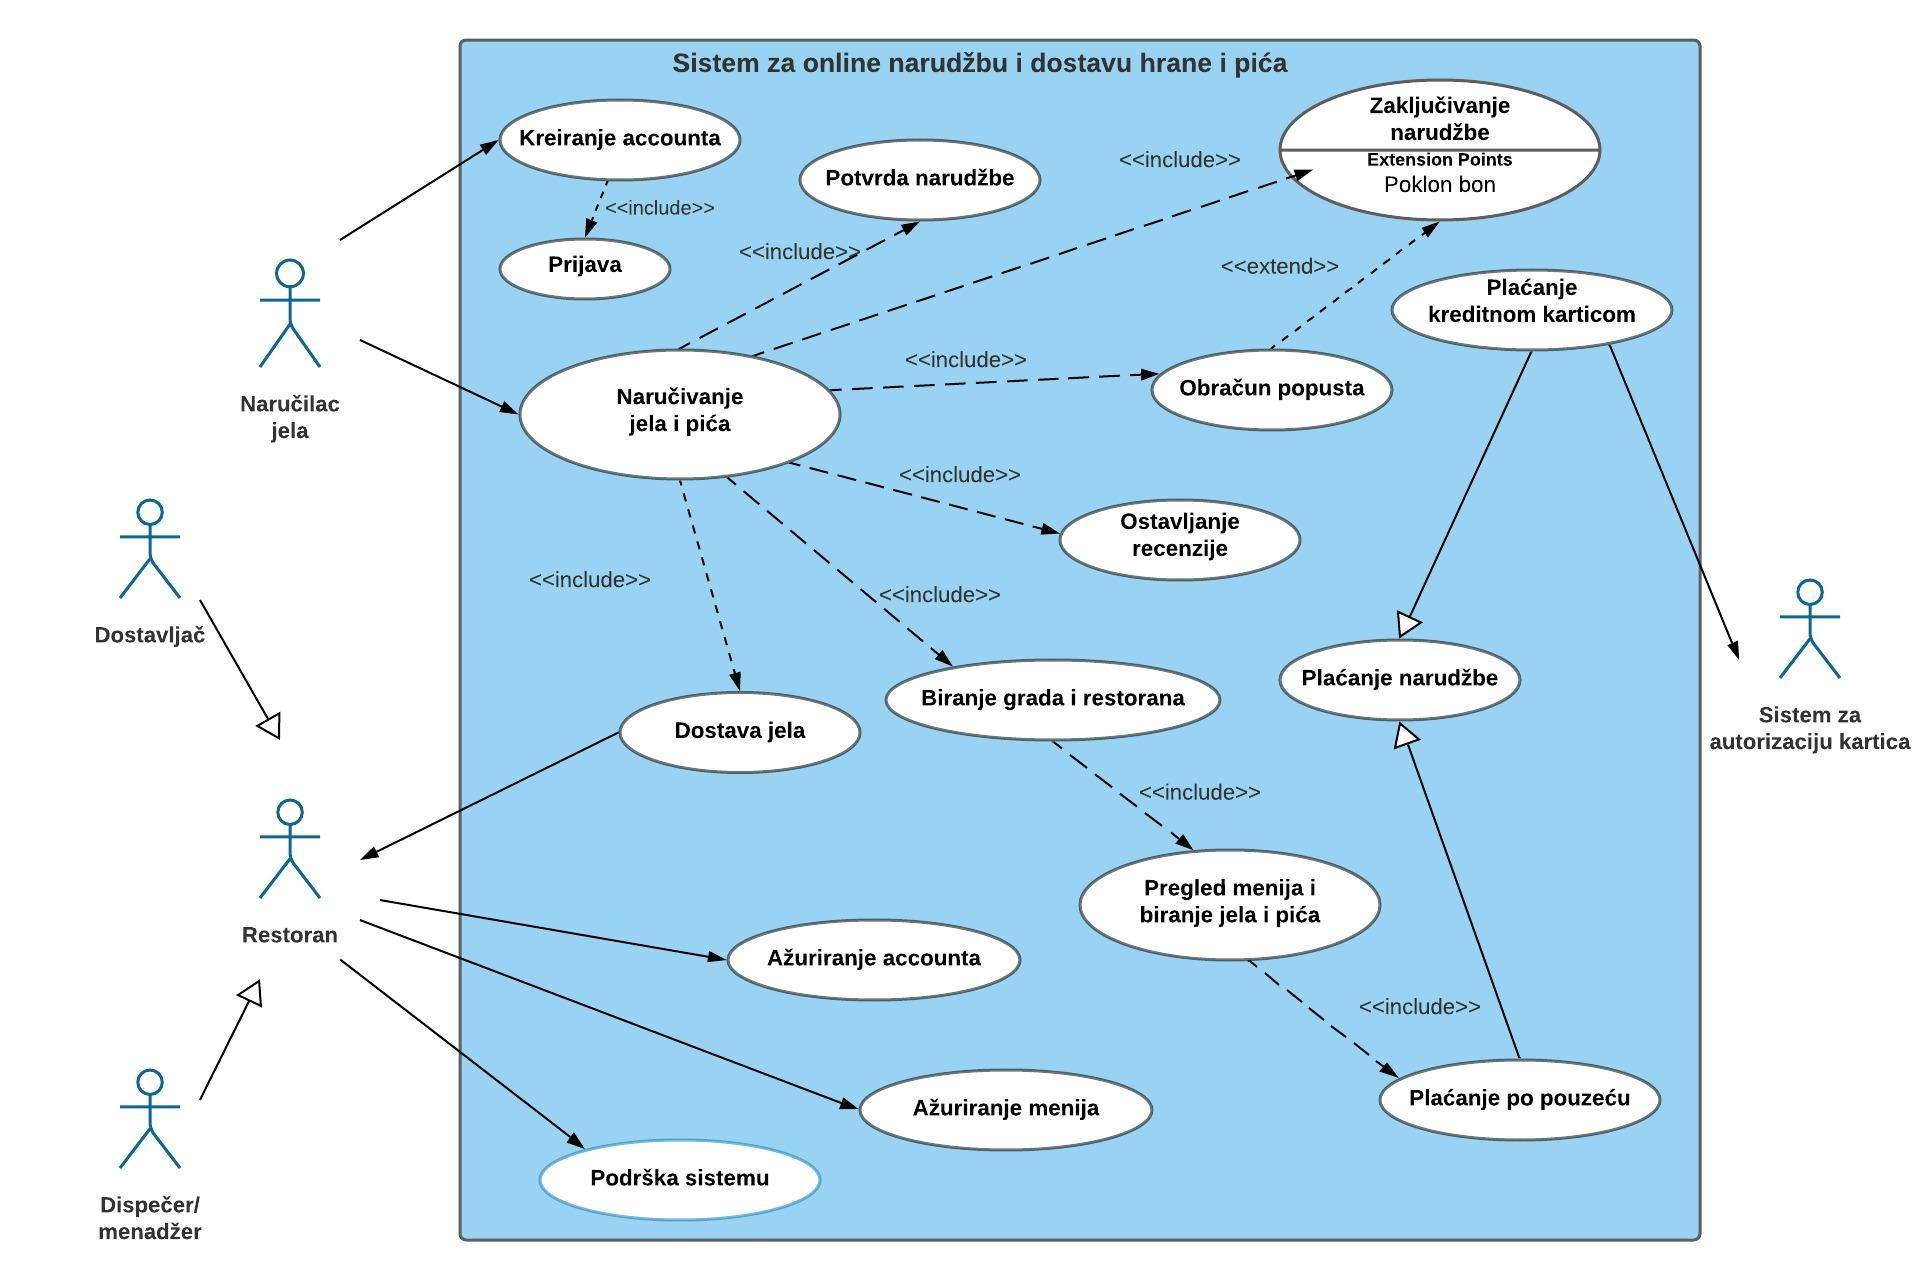 Sistem za online narudžbu i dostavu hrane i pića
Kreiranje accounta
<<include>>
Prijava
Potvrda narudžbe
<<include>>
<<include>>
Zaključivanje
narudžbe
Extension Points
Poklon bon
<<extend>>
Plaćanje
kreditnom karticom
Naručilac
jela
Naručivanje
jela i pića
<<include>>
Obračun popusta
<<include>>
Ostavljanje
recenzije
<<include>>
<<include>>
Dostavljač
Dostava jela
Biranje grada i restorana
Plaćanje narudžbe
Sistem za
autorizaciju kartica
<<include>>
Pregled menija i
biranje jela i pića
Restoran
Ažuriranje accounta
<<include>>
Ažuriranje menija
Plaćanje po pouzeću
Podrška sistemu
Dispečer/
menadžer